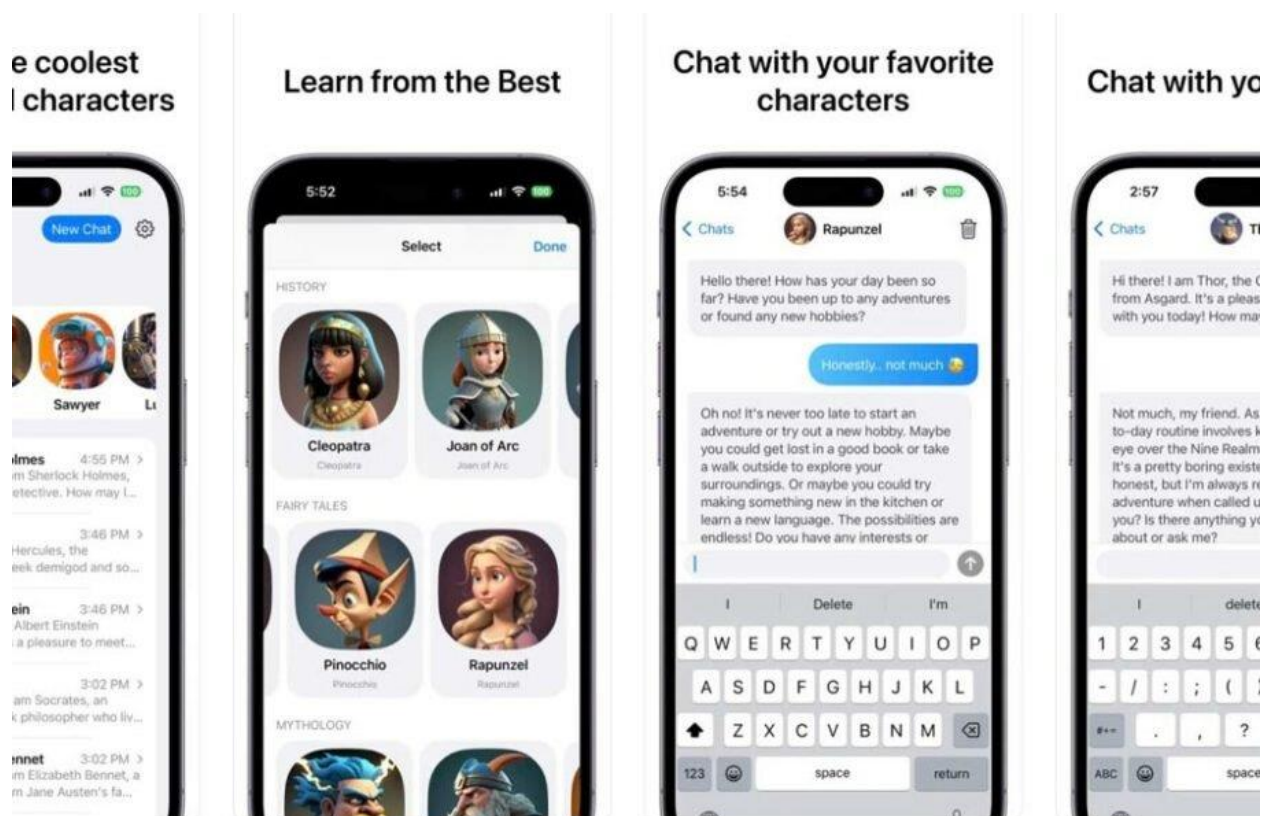 e coolest
l characters
New Chat
Sawyer
Lu
olmes 4:55 PM >
m Sherlock Holmes,
etective. How may I...
3:46 PM >
Hercules, the
eek demigod and so...
ein 3:46 PM >
Albert Einstein
a pleasure to meet...
3:02 PM >
am Socrates, an
k philosopher who liv...
ennet 3:02 PM >
m Elizabeth Bennet, a
m Jane Austen's fa...
Learn from the Best
5:52 100
Select Done
HISTORY
Cleopatra Joan of Arc
Cleopatra Joan of Arc
FAIRY TALES
Pinocchio Rapunzel
Pinocchio Rapunzel
MYTHOLOGY
Chat with your favorite
characters
5:54 100
< Chats Rapunzel
Hello there! How has your day been so
far? Have you been up to any adventures
or found any new hobbies?
Honestly.. not much 😥
Oh no! It's never too late to start an
adventure or try out a new hobby. Maybe
you could get lost in a good book or take
a walk outside to explore your
surroundings. Or maybe you could try
making something new in the kitchen or
learn a new language. The possibilities are
endless! Do you have any interests or
I Delete I'm
Q W E R T Y U I O P
A S D F G H J K L
Z X C V B N M
123 space return
Chat with yo
2:57
< Chats Th
Hi there! I am Thor, the G
from Asgard. It's a pleas
with you today! How may
Not much, my friend. As
to-day routine involves k
eye over the Nine Realm
It's a pretty boring existe
honest, but I'm always re
adventure when called u
you? Is there anything yo
about or ask me?
I delete
1 2 3 4 5 6
- / : ; ( )
#+= . , ?
ABC space